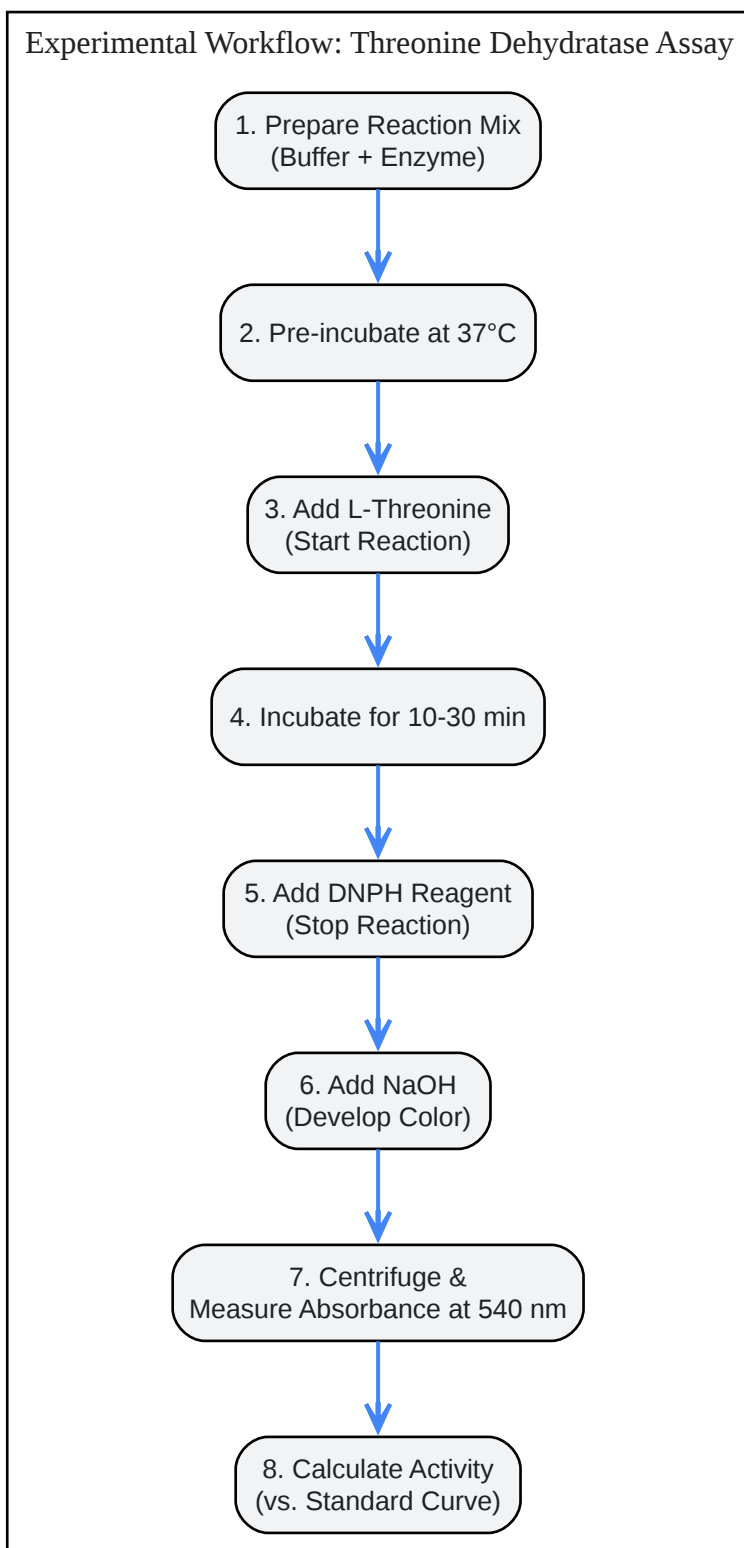 Experimental Workflow: Threonine Dehydratase Assay
1. Prepare Reaction Mix
(Buffer + Enzyme)
2. Pre-incubate at 37°C
3. Add L-Threonine
(Start Reaction)
4. Incubate for 10-30 min
5. Add DNPH Reagent
(Stop Reaction)
6. Add NaOH
(Develop Color)
7. Centrifuge &
Measure Absorbance at 540 nm
8. Calculate Activity
(vs. Standard Curve)